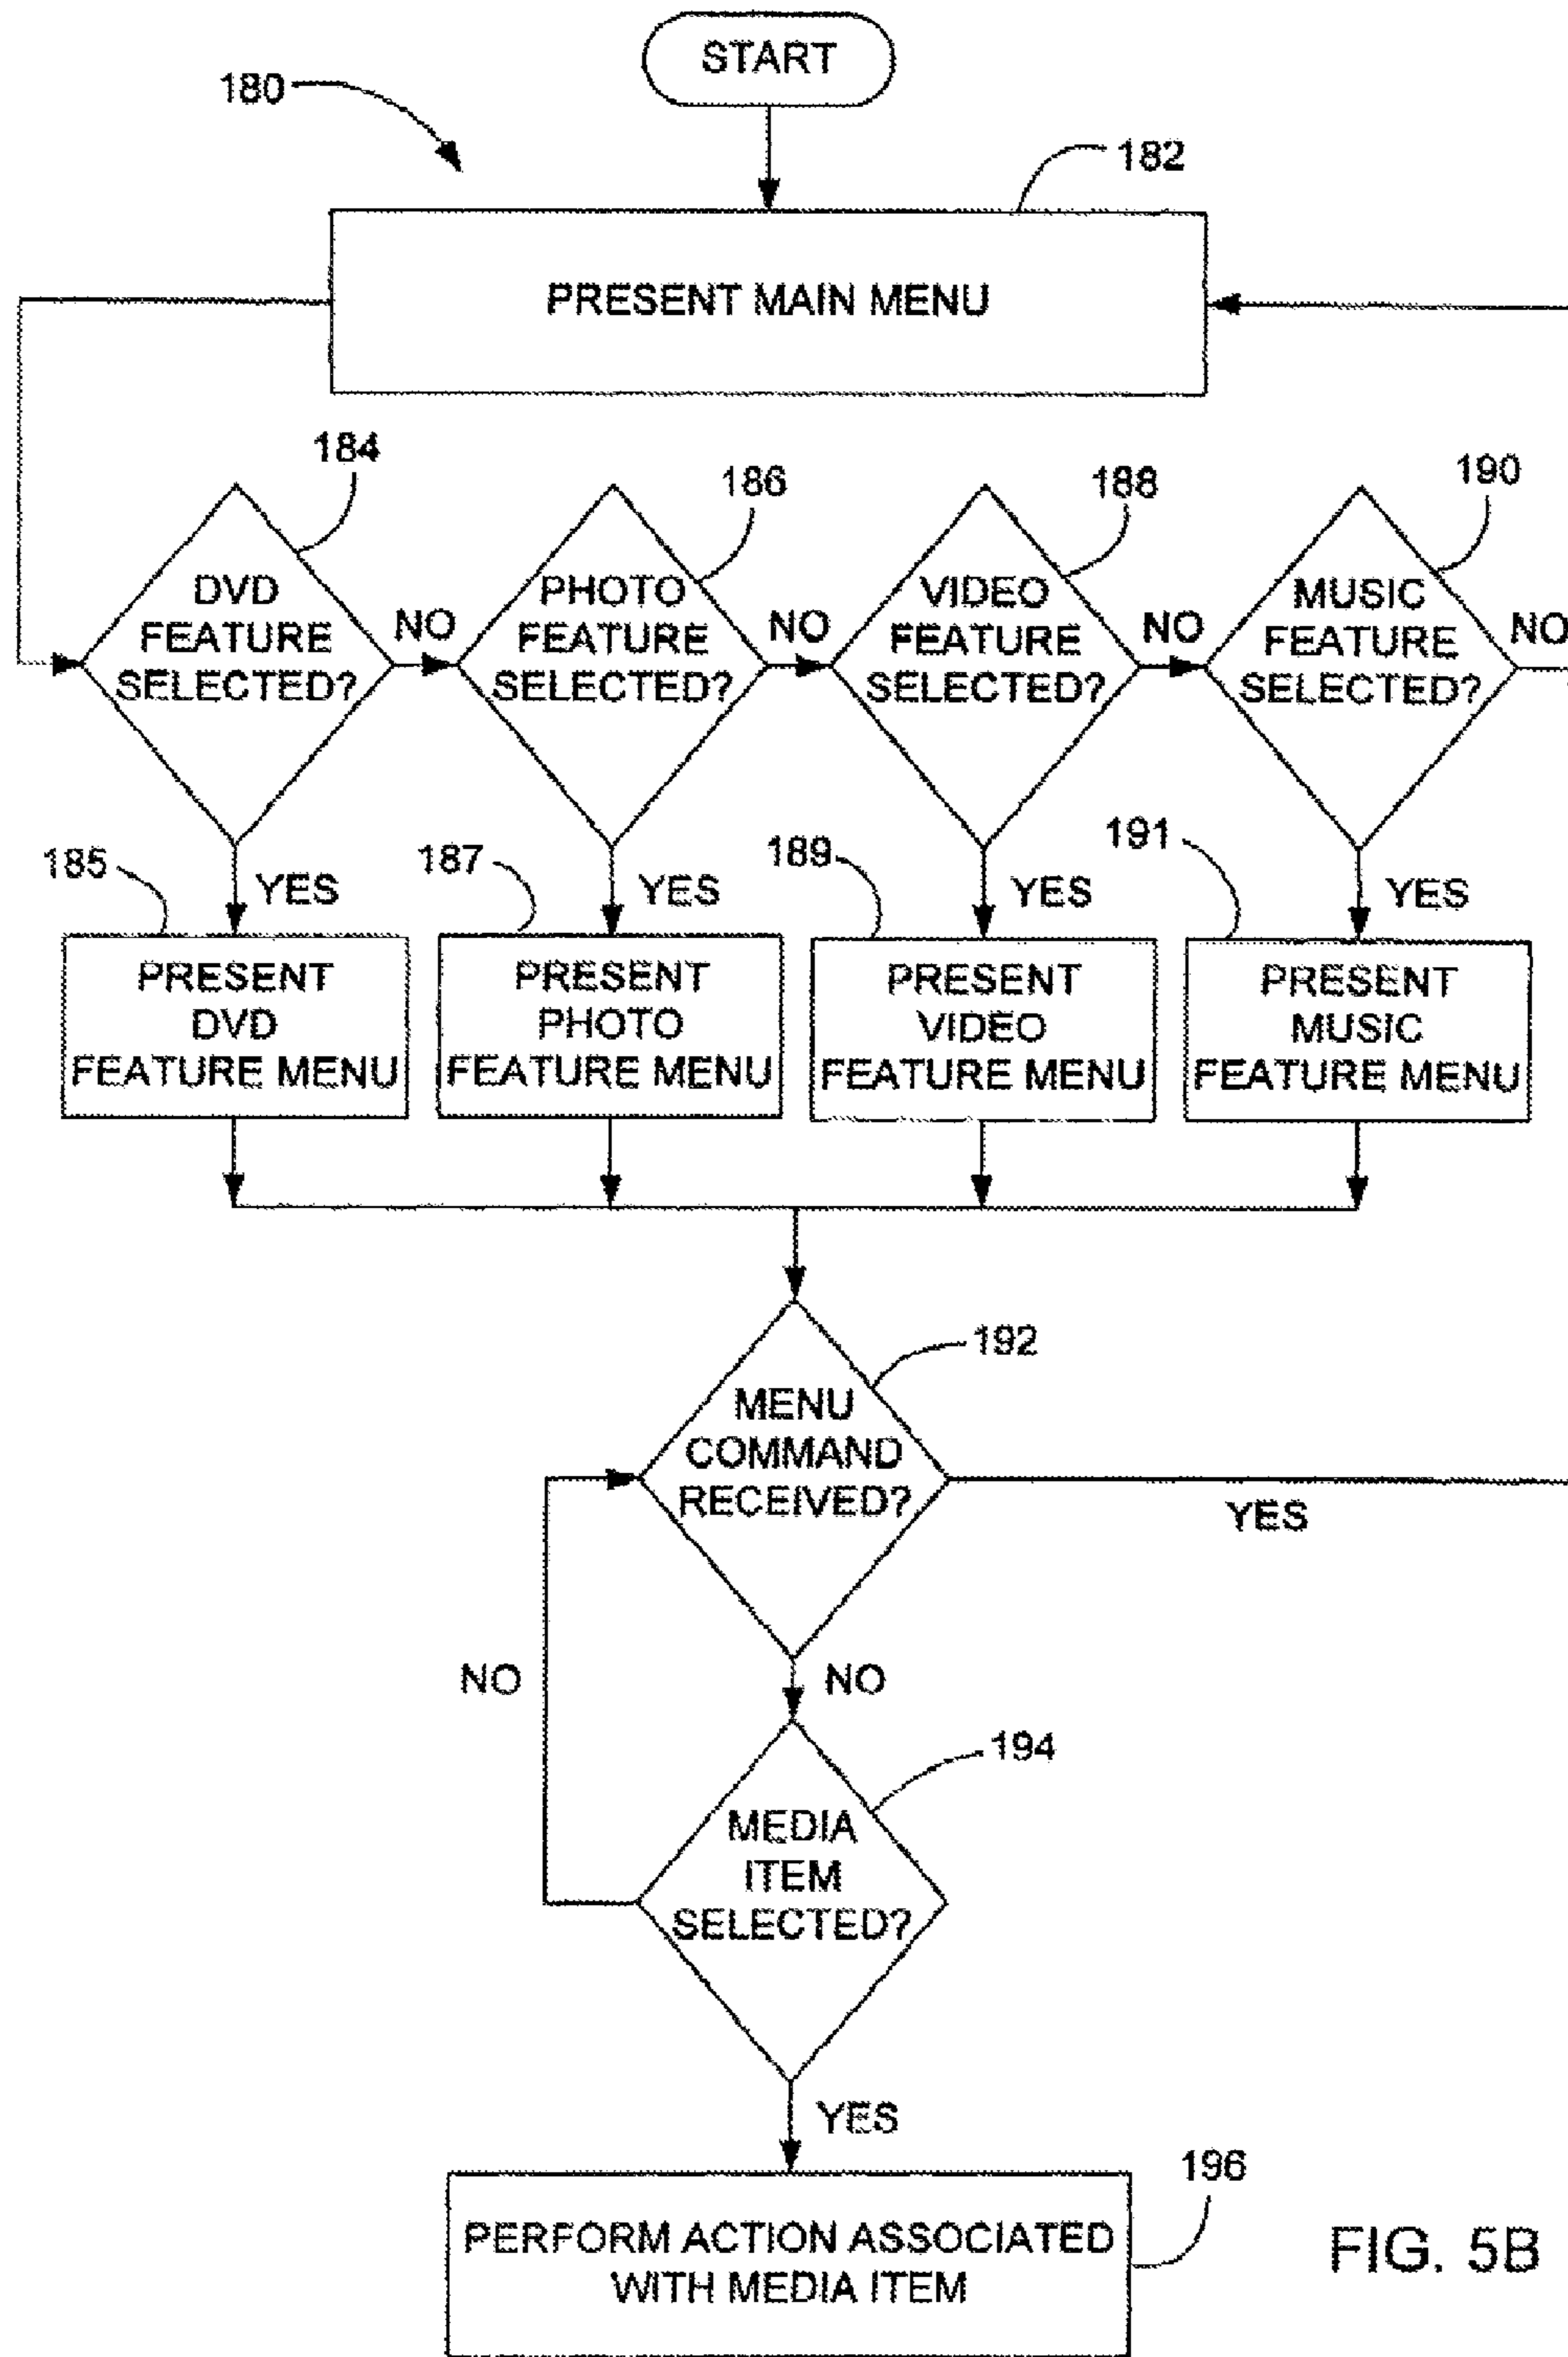 START
180
182
PRESENT MAIN MENU
184
186
188
190
DVD
FEATURE
SELECTED?
NO
PHOTO
FEATURE
SELECTED?
NO
VIDEO
FEATURE
SELECTED?
NO
MUSIC
FEATURE
SELECTED?
NO
185
YES
187
YES
189
YES
191
YES
PRESENT
DVD
FEATURE MENU
PRESENT
PHOTO
FEATURE MENU
PRESENT
VIDEO
FEATURE MENU
PRESENT
MUSIC
FEATURE MENU
192
MENU
COMMAND
RECEIVED?
YES
NO
NO
194
MEDIA
ITEM
SELECTED?
YES
196
PERFORM ACTION ASSOCIATED
WITH MEDIA ITEM
FIG. 5B